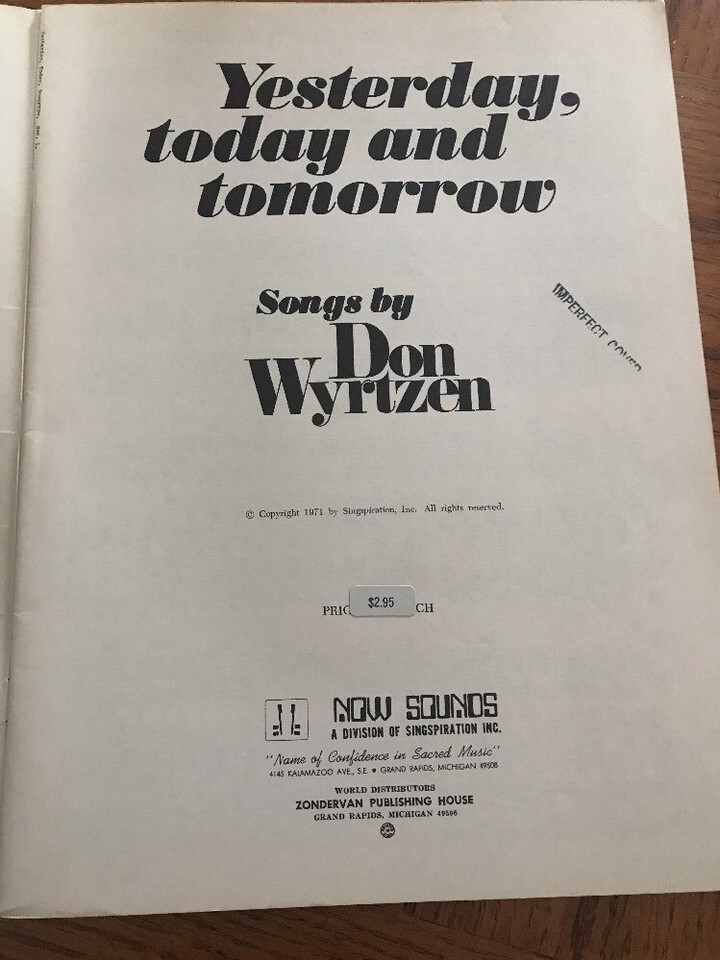 Yesterday,
today and
tomorrow
Songs by
Don
Wyrtzen
IMPERFECT COVER
© Copyright 1971 by Singspiration, Inc. All rights reserved.
PRIC $2.95 CH
NOW SOUNDS
A DIVISION OF SINGSPIRATION INC.
"Name of Confidence in Sacred Music"
4145 KALAMAZOO AVE., S.E. • GRAND RAPIDS, MICHIGAN 49508
WORLD DISTRIBUTORS
ZONDERVAN PUBLISHING HOUSE
GRAND RAPIDS, MICHIGAN 49506